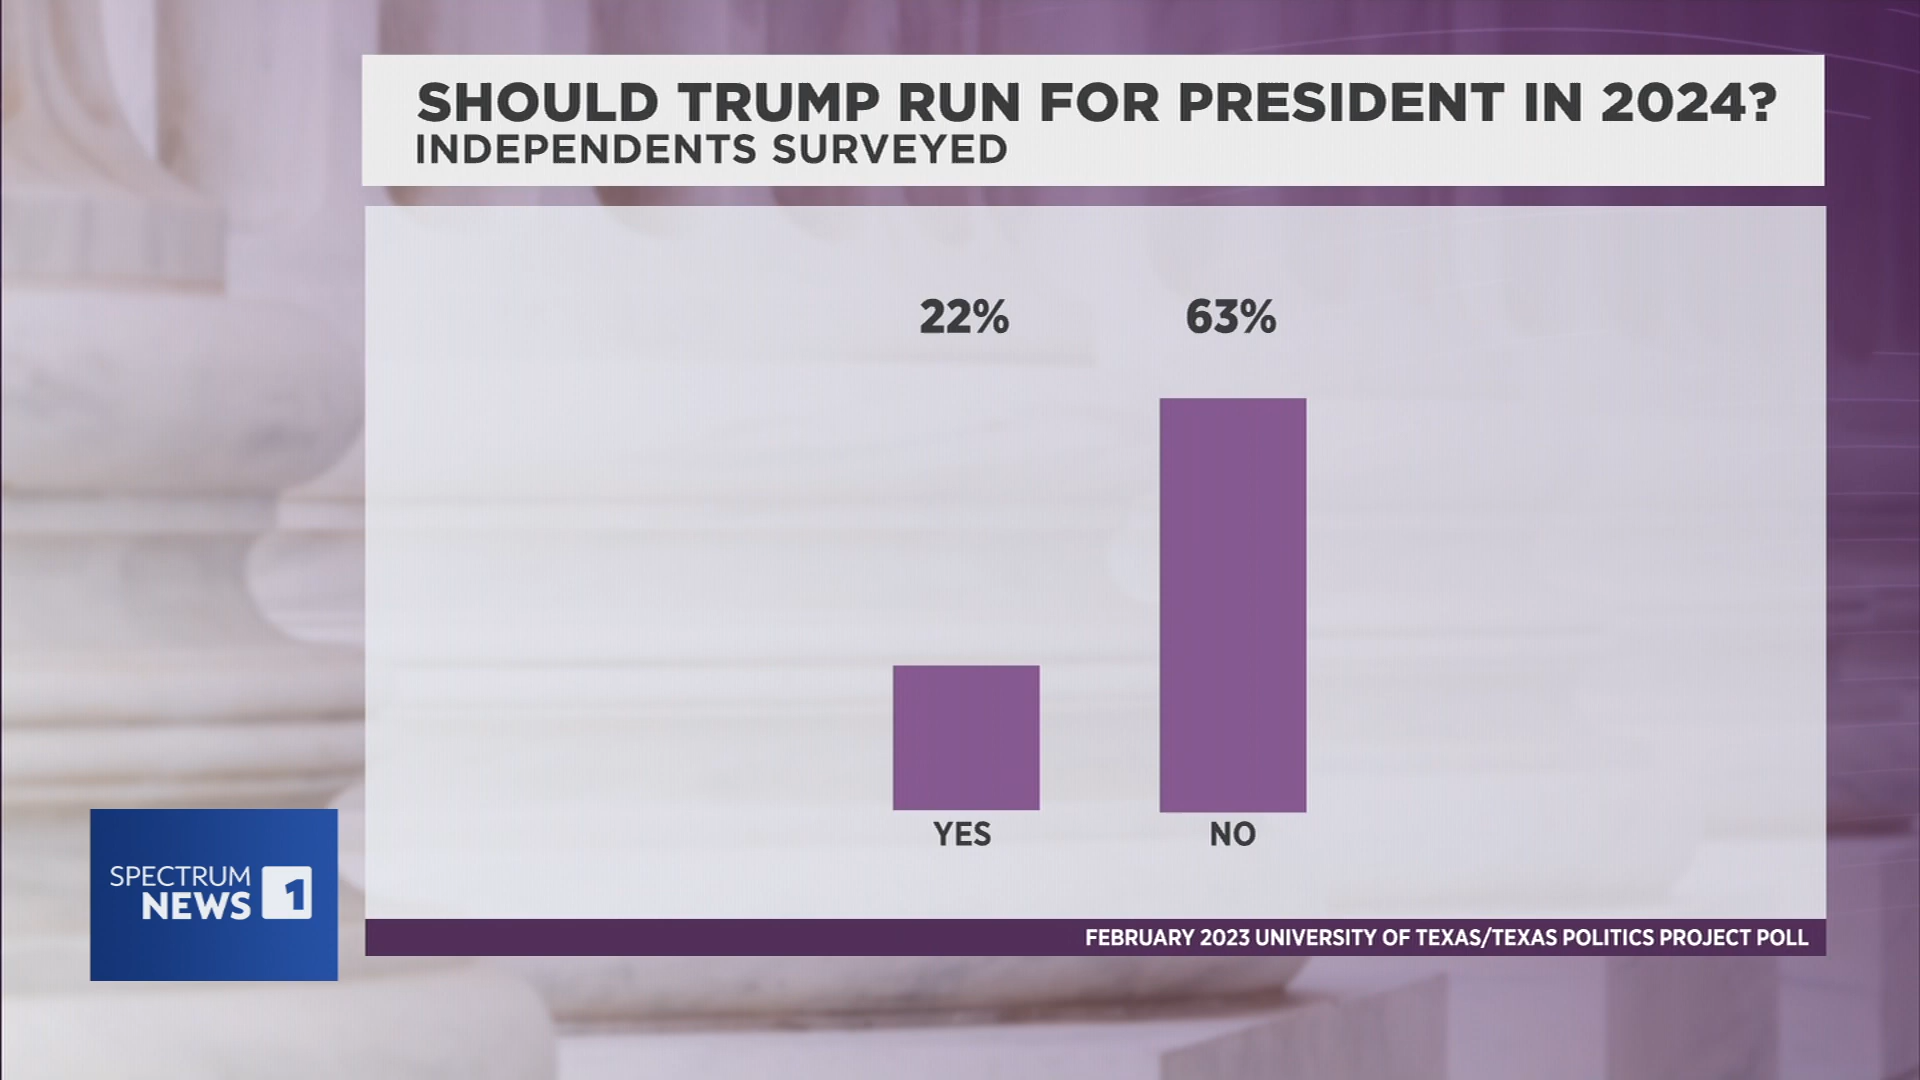 SHOULD TRUMP RUN FOR PRESIDENT IN 2024?
INDEPENDENTS SURVEYED
22% 63%
YES NO
SPECTRUM
NEWS 1
FEBRUARY 2023 UNIVERSITY OF TEXAS/TEXAS POLITICS PROJECT POLL